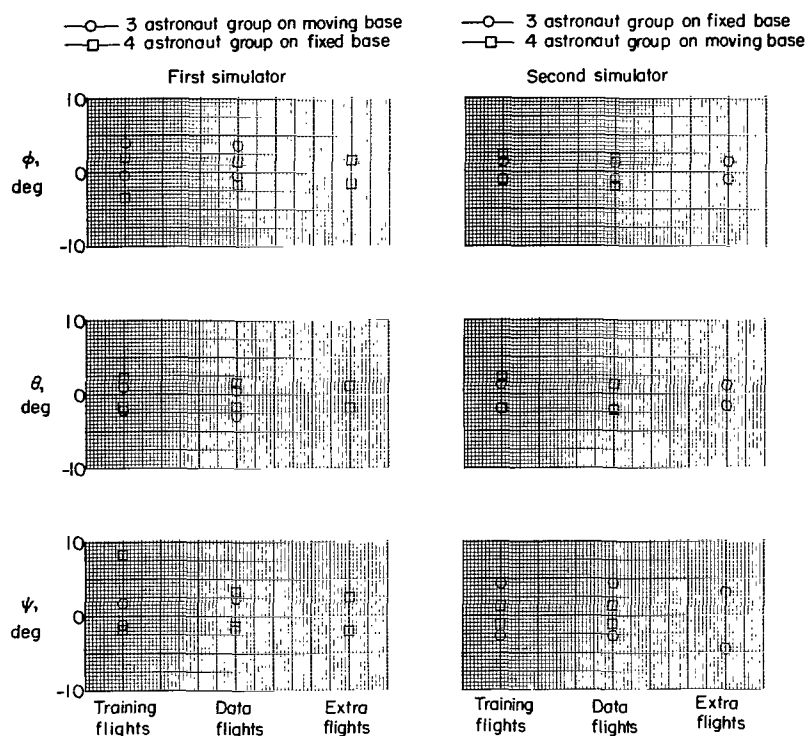 3 astronaut group on moving base
4 astronaut group on fixed base
3 astronaut group on fixed base
4 astronaut group on moving base
First simulator
Second simulator
10
φ,
deg
0
-10
10
θ,
deg
0
-10
10
ψ,
deg
0
-10
Training flights
Data flights
Extra flights
Training flights
Data flights
Extra flights